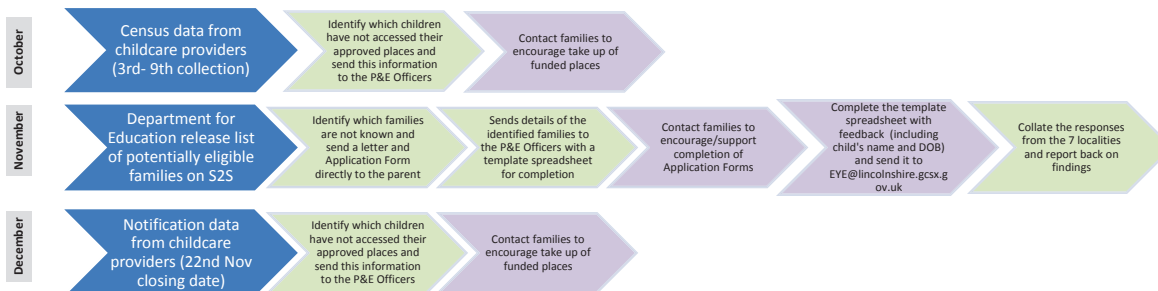 October
Census data from
childcare providers
(3rd- 9th collection)
Identify which children
have not accessed their
approved places and
send this information
to the P&E Officers
Contact families to
encourage take up of
funded places
November
Department for
Education release list
of potentially eligible
families on S2S
Identify which families
are not known and
send a letter and
Application Form
directly to the parent
Sends details of the
identified families to
the P&E Officers with a
template spreadsheet
for completion
Contact families to
encourage/support
completion of
Application Forms
Complete the template
spreadsheet with
feedback (including
child's name and DOB)
and send it to
EYE@lincolnshire.gcsx.g
ov.uk
Collate the responses
from the 7 localities
and report back on
findings
December
Notification data
from childcare
providers (22nd Nov
closing date)
Identify which children
have not accessed their
approved places and
send this information
to the P&E Officers
Contact families to
encourage take up of
funded places